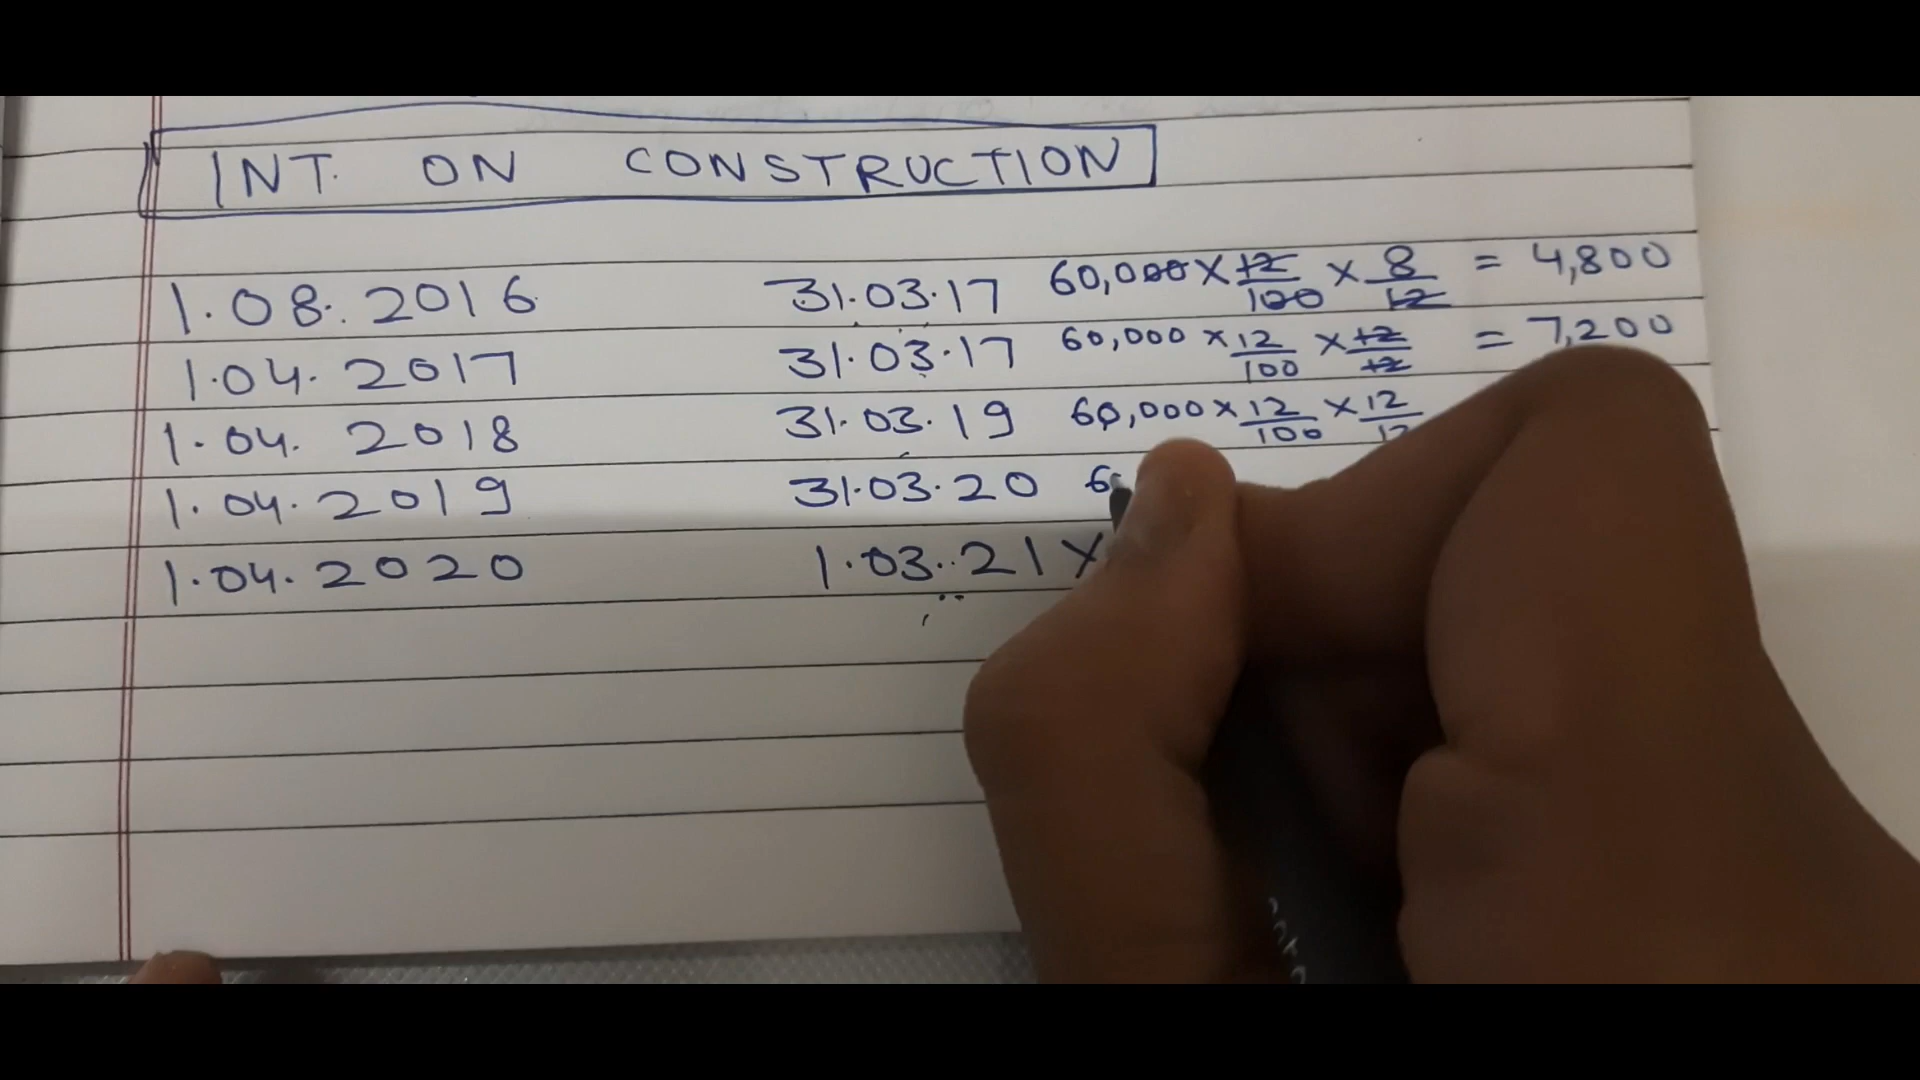 INT. ON CONSTRUCTION
1.08.2016 31.03.17 60,000 × 12/100 × 8/12 = 4,800
1.04.2017 31.03.17 60,000 × 12/100 × 12/12 = 7,200
1.04.2018 31.03.19 60,000 × 12/100 × 12/12
1.04.2019 31.03.20 6
1.04.2020 1.03.21 X